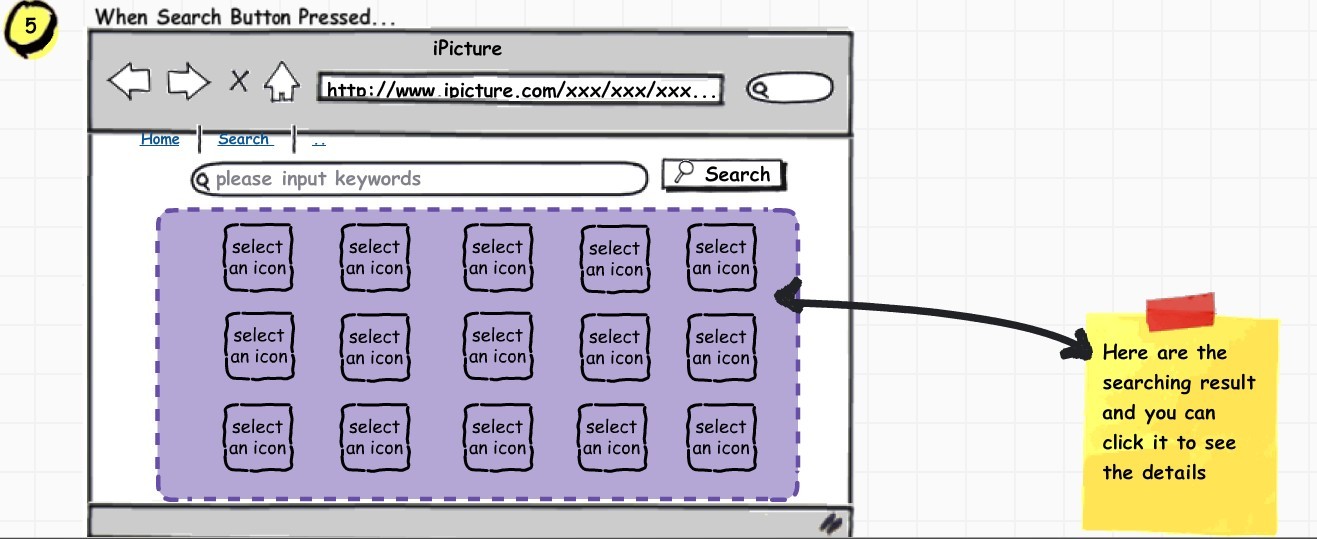 5
When Search Button Pressed...
iPicture
http://www.ipicture.com/xxx/xxx/xxx...
Home
Search
..
please input keywords
Search
select
an icon
select
an icon
select
an icon
select
an icon
select
an icon
select
an icon
select
an icon
select
an icon
select
an icon
select
an icon
select
an icon
select
an icon
select
an icon
select
an icon
select
an icon
Here are the
searching result
and you can
click it to see
the details